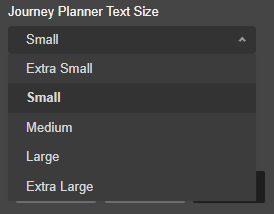 Journey Planner Text Size
Small
Extra Small
Small
Medium
Large
Extra Large